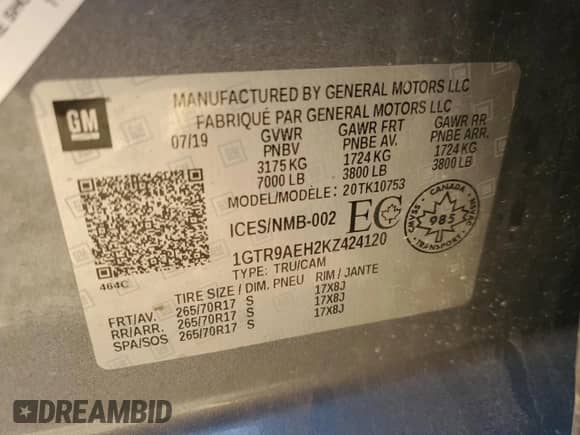 GM
MANUFACTURED BY GENERAL MOTORS LLC
FABRIQUÉ PAR GENERAL MOTORS LLC
07/19 GVWR GAWR FRT GAWR RR
PNBV PNBE AV. PNBE ARR.
3175 KG 1724 KG 1724 KG
7000 LB 3800 LB 3800 LB
MODEL/MODÈLE: 20TK10753
ICES/NMB-002 EC
CANADA
CMVSS 985 NSVAC
TRANSPORT
1GTR9AEH2KZ424120
TYPE: TRU/CAM
464C
TIRE SIZE / DIM. PNEU RIM / JANTE
FRT/AV. 265/70R17 S 17X8J
RR/ARR. 265/70R17 S 17X8J
SPA/SOS 265/70R17 S 17X8J
DREAMBID